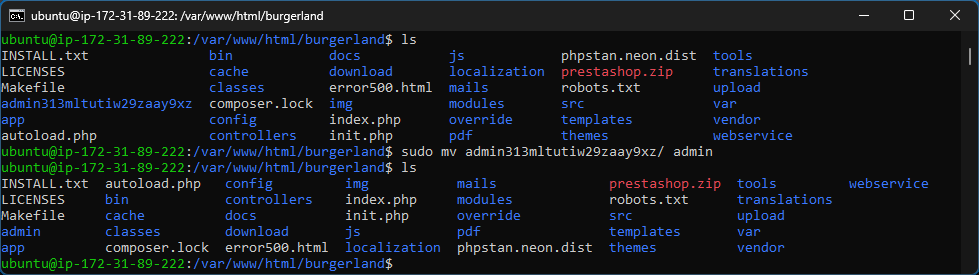 ubuntu@ip-172-31-89-222: /var/www/html/burgerland
ubuntu@ip-172-31-89-222:/var/www/html/burgerland$ ls
INSTALL.txt bin docs js phpstan.neon.dist tools
LICENSES cache download localization prestashop.zip translations
Makefile classes error500.html mails robots.txt upload
admin313mltutiw29zaay9xz composer.lock img modules src var
app config index.php override templates vendor
autoload.php controllers init.php pdf themes webservice
ubuntu@ip-172-31-89-222:/var/www/html/burgerland$ sudo mv admin313mltutiw29zaay9xz/ admin
ubuntu@ip-172-31-89-222:/var/www/html/burgerland$ ls
INSTALL.txt autoload.php config img mails prestashop.zip tools webservice
LICENSES bin controllers index.php modules robots.txt translations
Makefile cache docs init.php override src upload
admin classes download js pdf templates var
app composer.lock error500.html localization phpstan.neon.dist themes vendor
ubuntu@ip-172-31-89-222:/var/www/html/burgerland$